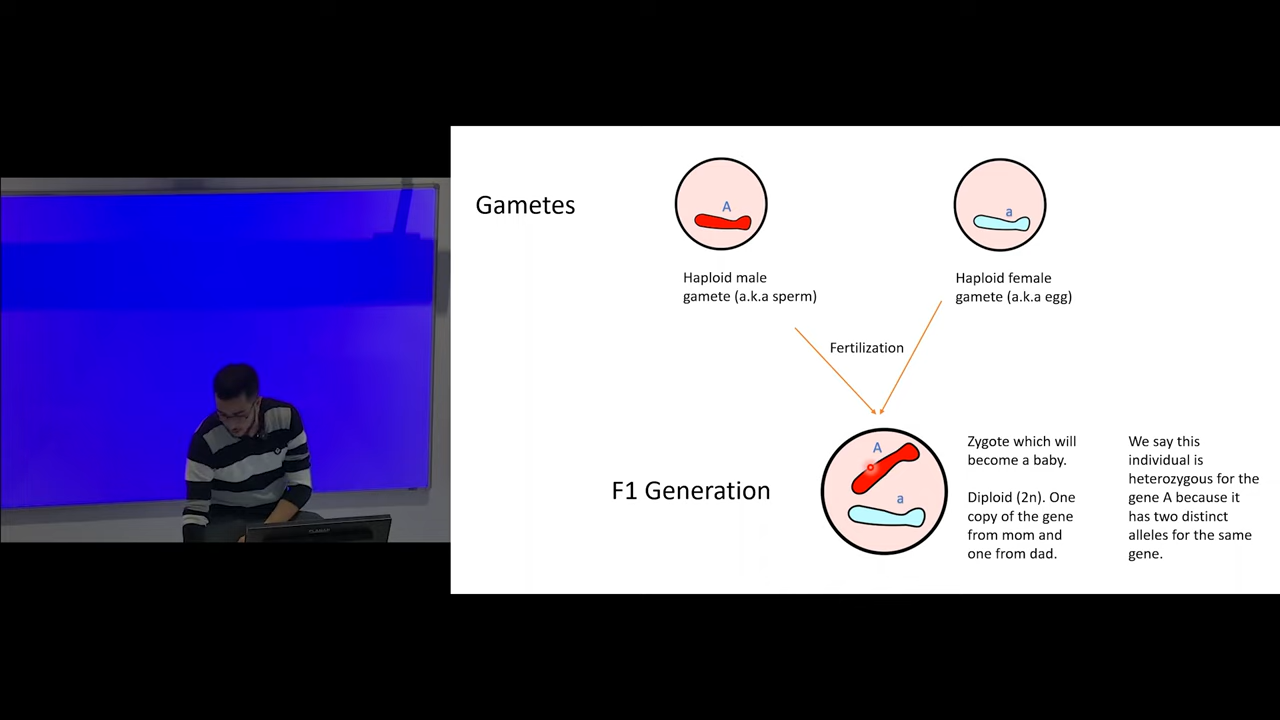 Gametes
A
a
Haploid male
gamete (a.k.a sperm)
Haploid female
gamete (a.k.a egg)
Fertilization
F1 Generation
A
a
Zygote which will
become a baby.
Diploid (2n). One
copy of the gene
from mom and
one from dad.
We say this
individual is
heterozygous for the
gene A because it
has two distinct
alleles for the same
gene.